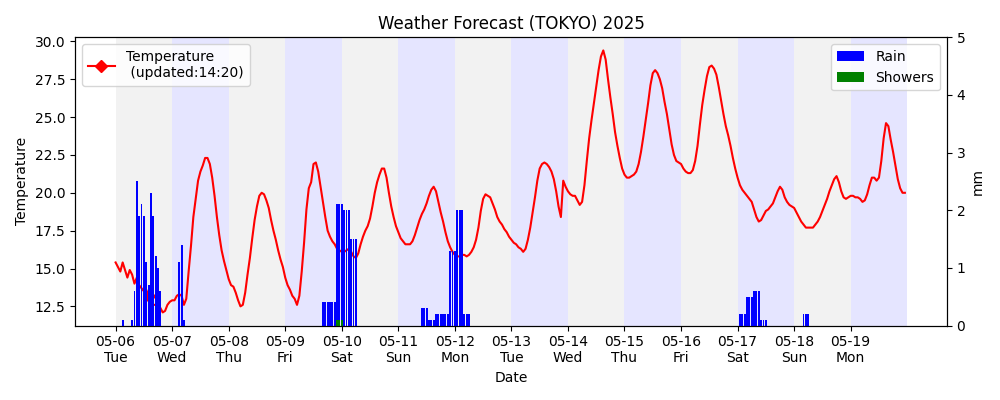 Weather Forecast (TOKYO) 2025
Temperature
(updated:14:20)
Rain
Showers
30.0
27.5
25.0
22.5
20.0
17.5
15.0
12.5
Temperature
5
4
3
2
1
0
mm
05-06 05-07 05-08 05-09 05-10 05-11 05-12 05-13 05-14 05-15 05-16 05-17 05-18 05-19
Tue Wed Thu Fri Sat Sun Mon Tue Wed Thu Fri Sat Sun Mon
Date